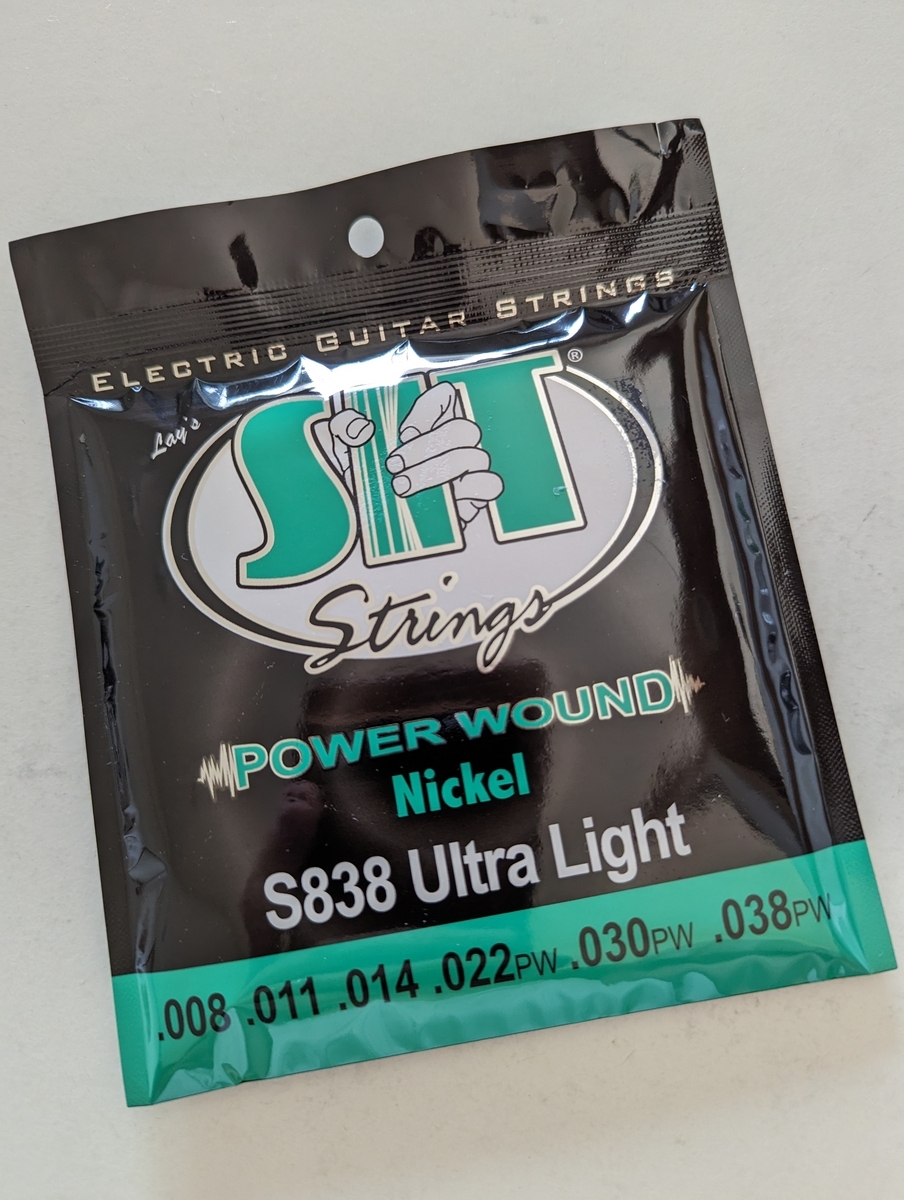 ELECTRIC GUITAR STRINGS
Lay's
SIT®
Strings
POWER WOUND
Nickel
S838 Ultra Light
.008 .011 .014 .022PW .030PW .038PW